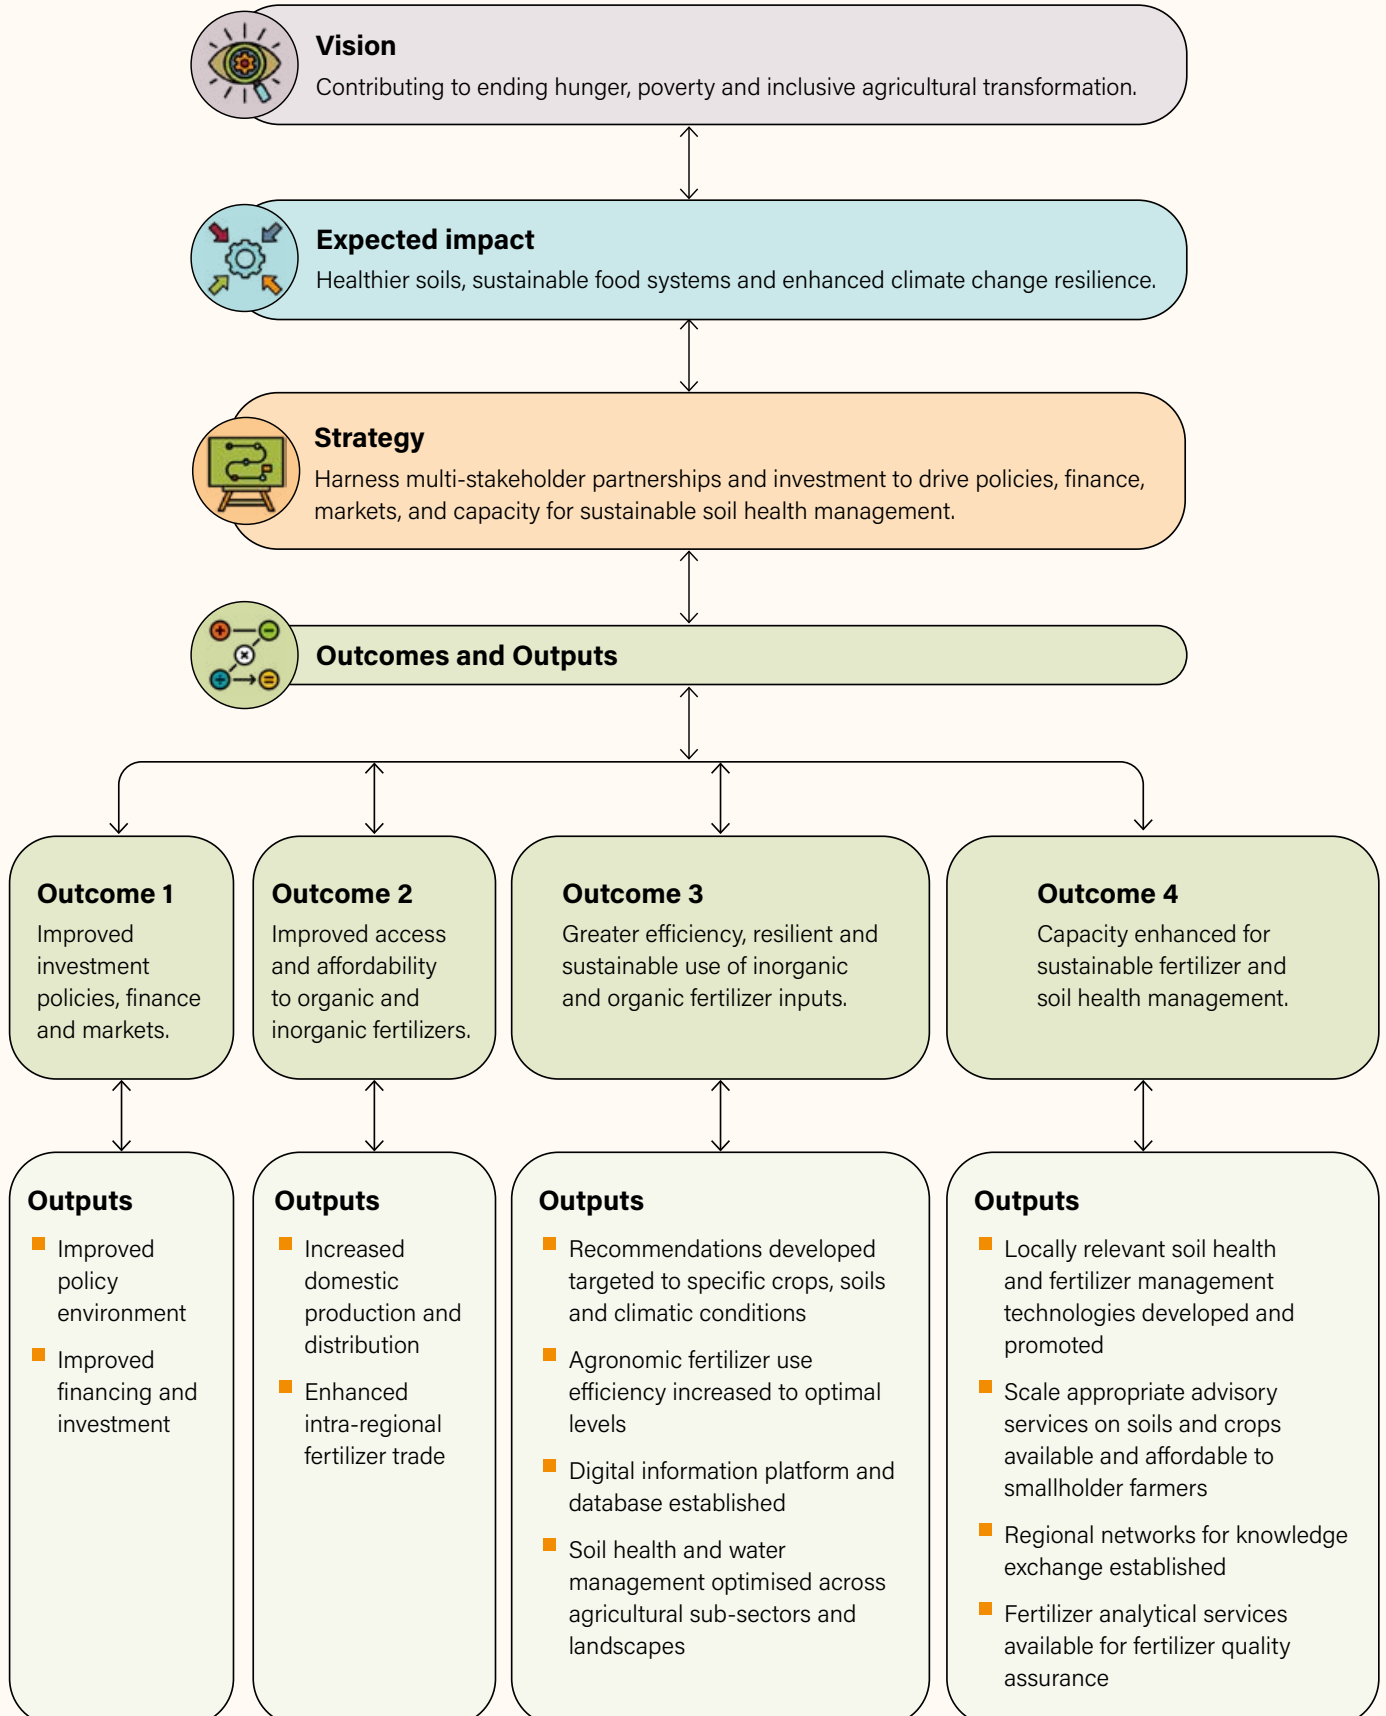 Vision
Contributing to ending hunger, poverty and inclusive agricultural transformation.
Expected impact
Healthier soils, sustainable food systems and enhanced climate change resilience.
Strategy
Harness multi-stakeholder partnerships and investment to drive policies, finance,
markets, and capacity for sustainable soil health management.
Outcomes and Outputs
Outcome 1
Improved
investment
policies, finance
and markets.
Outcome 2
Improved access
and affordability
to organic and
inorganic fertilizers.
Outcome 3
Greater efficiency, resilient and
sustainable use of inorganic
and organic fertilizer inputs.
Outcome 4
Capacity enhanced for
sustainable fertilizer and
soil health management.
Outputs
Improved
policy
environment
Improved
financing and
investment
Outputs
Increased
domestic
production and
distribution
Enhanced
intra-regional
fertilizer trade
Outputs
Recommendations developed
targeted to specific crops, soils
and climatic conditions
Agronomic fertilizer use
efficiency increased to optimal
levels
Digital information platform and
database established
Soil health and water
management optimised across
agricultural sub-sectors and
landscapes
Outputs
Locally relevant soil health
and fertilizer management
technologies developed and
promoted
Scale appropriate advisory
services on soils and crops
available and affordable to
smallholder farmers
Regional networks for knowledge
exchange established
Fertilizer analytical services
available for fertilizer quality
assurance